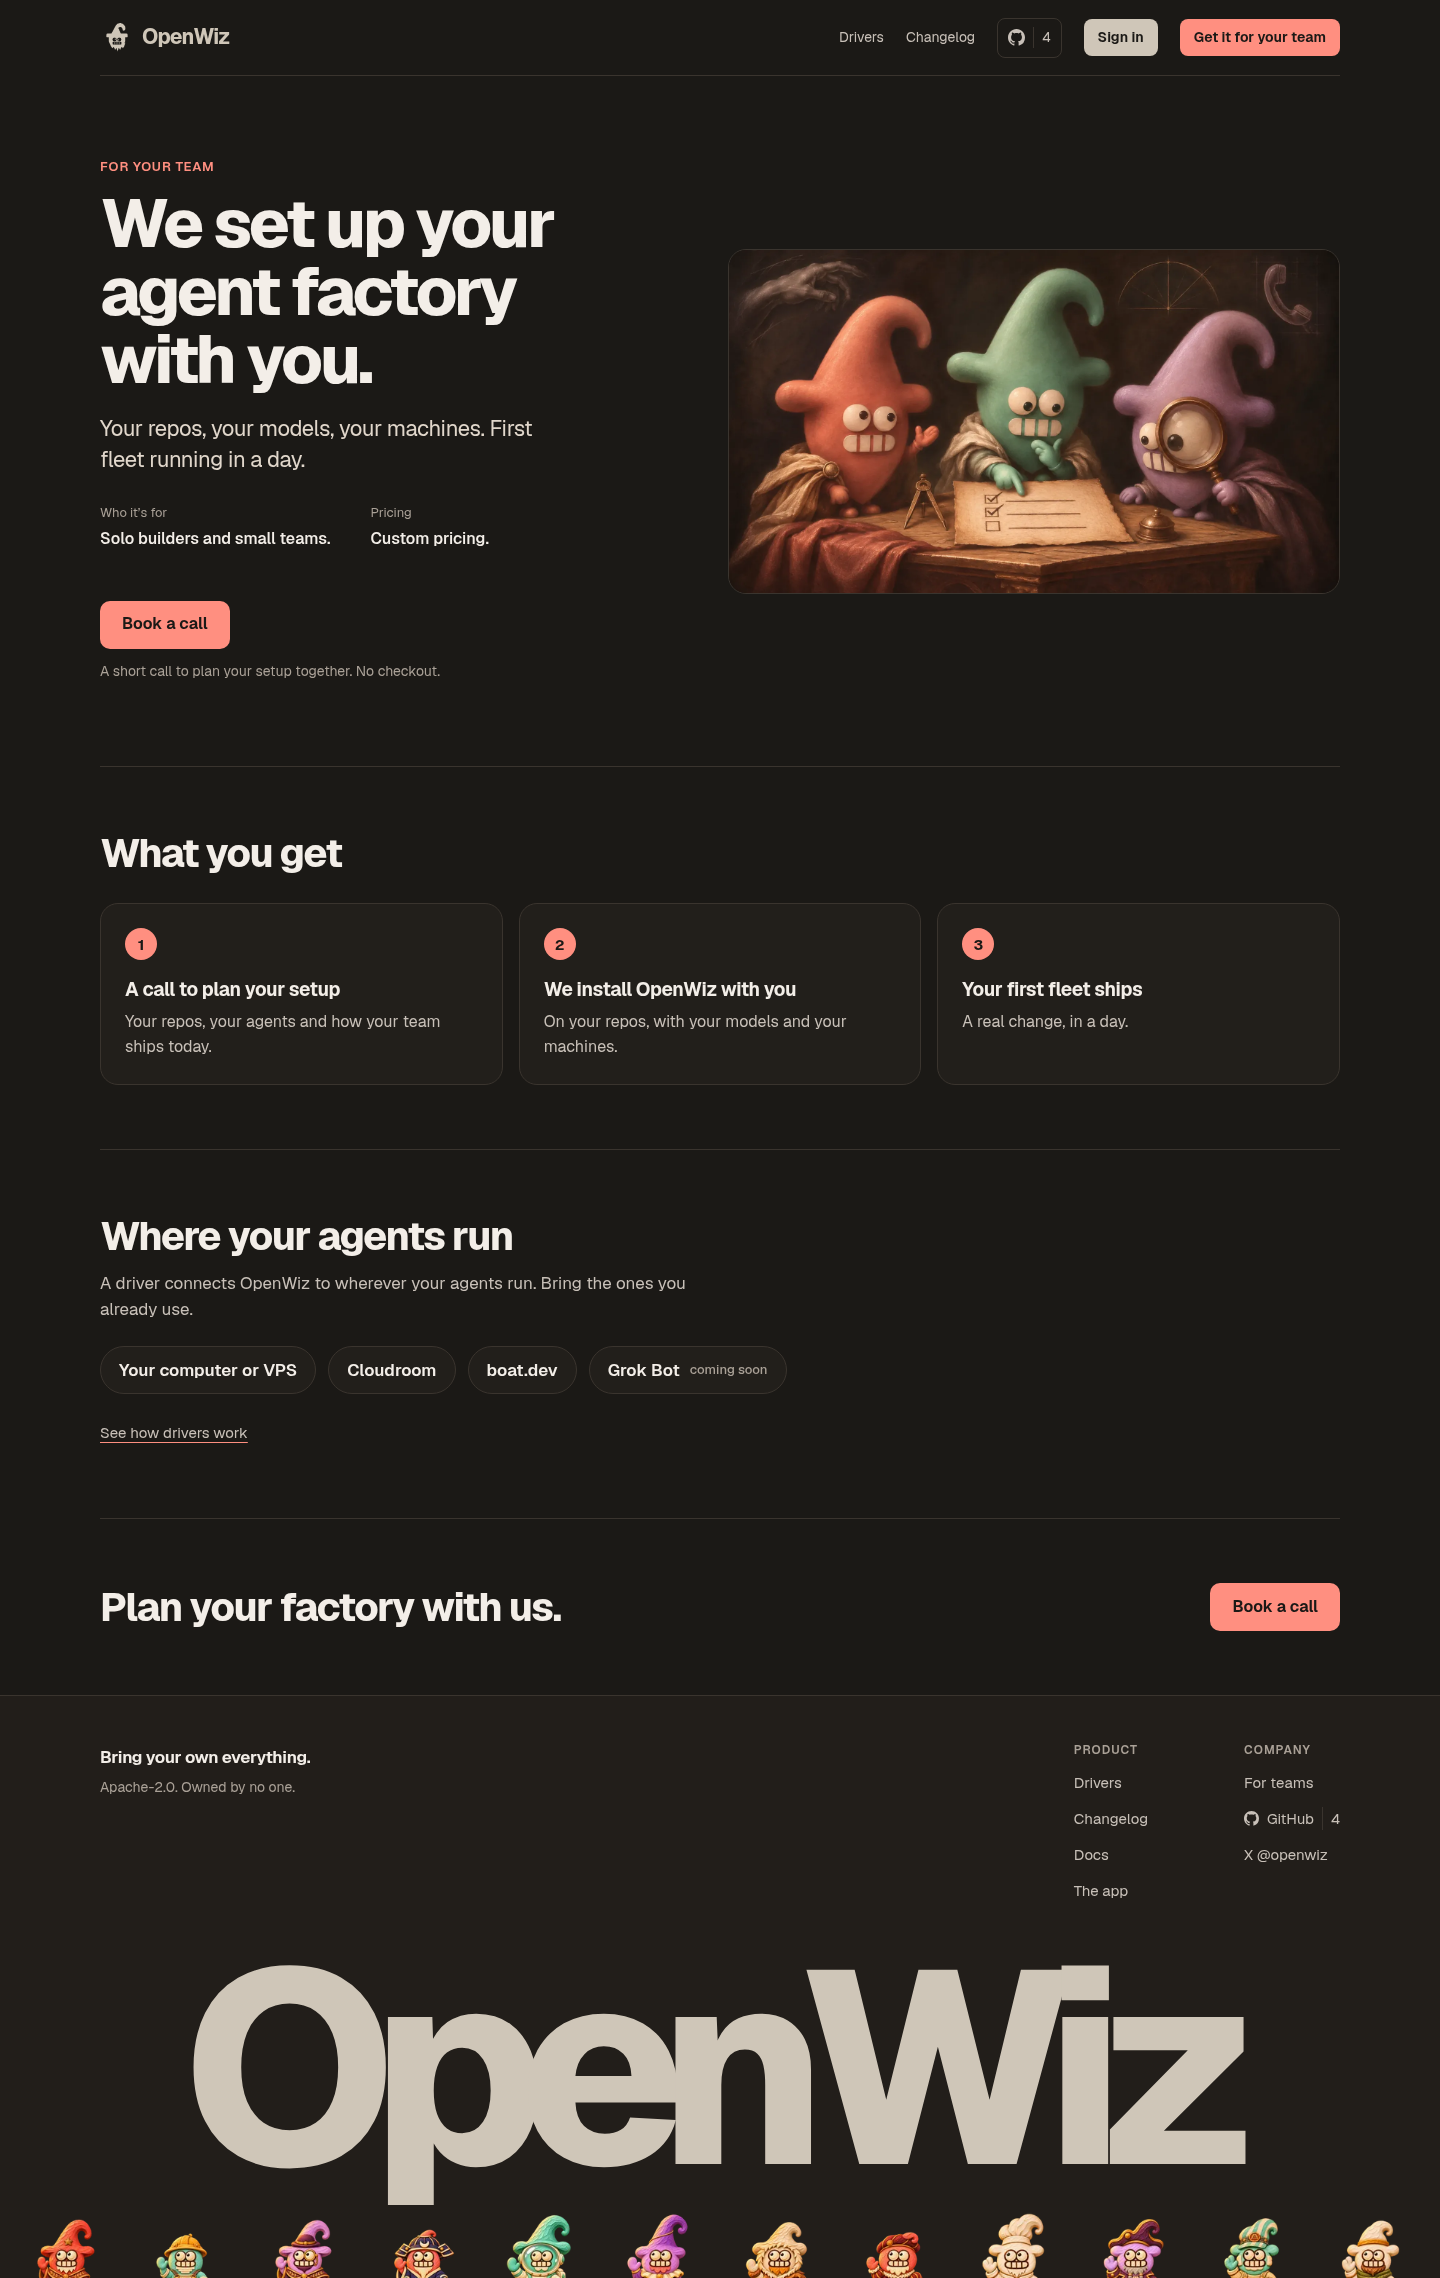 OpenWiz
Drivers
Changelog
4
Sign in
Get it for your team
FOR YOUR TEAM
We set up your
agent factory
with you.
Your repos, your models, your machines. First
fleet running in a day.
Who it's for
Solo builders and small teams.
Pricing
Custom pricing.
Book a call
A short call to plan your setup together. No checkout.
What you get
1
A call to plan your setup
Your repos, your agents and how your team
ships today.
2
We install OpenWiz with you
On your repos, with your models and your
machines.
3
Your first fleet ships
A real change, in a day.
Where your agents run
A driver connects OpenWiz to wherever your agents run. Bring the ones you
already use.
Your computer or VPS
Cloudroom
boat.dev
Grok Bot coming soon
See how drivers work
Plan your factory with us.
Book a call
Bring your own everything.
Apache-2.0. Owned by no one.
PRODUCT
Drivers
Changelog
Docs
The app
COMPANY
For teams
GitHub 4
X @openwiz
OpenWiz